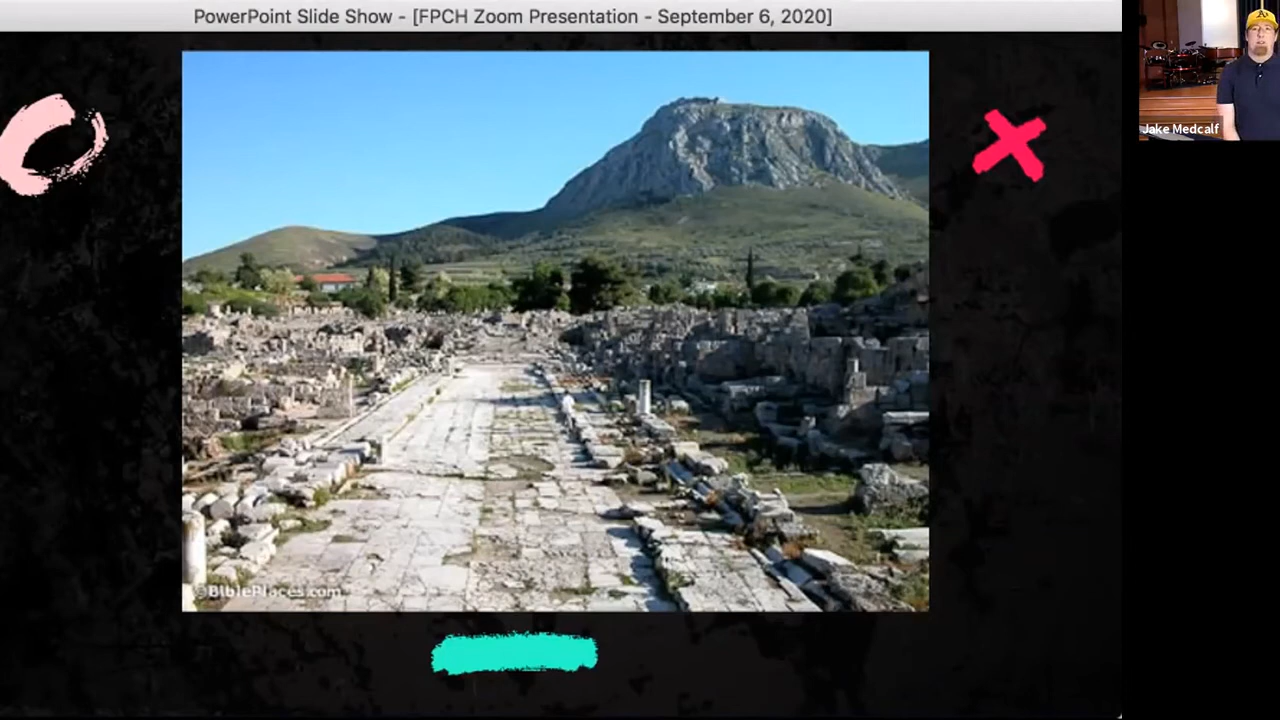 PowerPoint Slide Show - [FPCH Zoom Presentation - September 6, 2020]
Jake Medcalf
©BiblePlaces.com